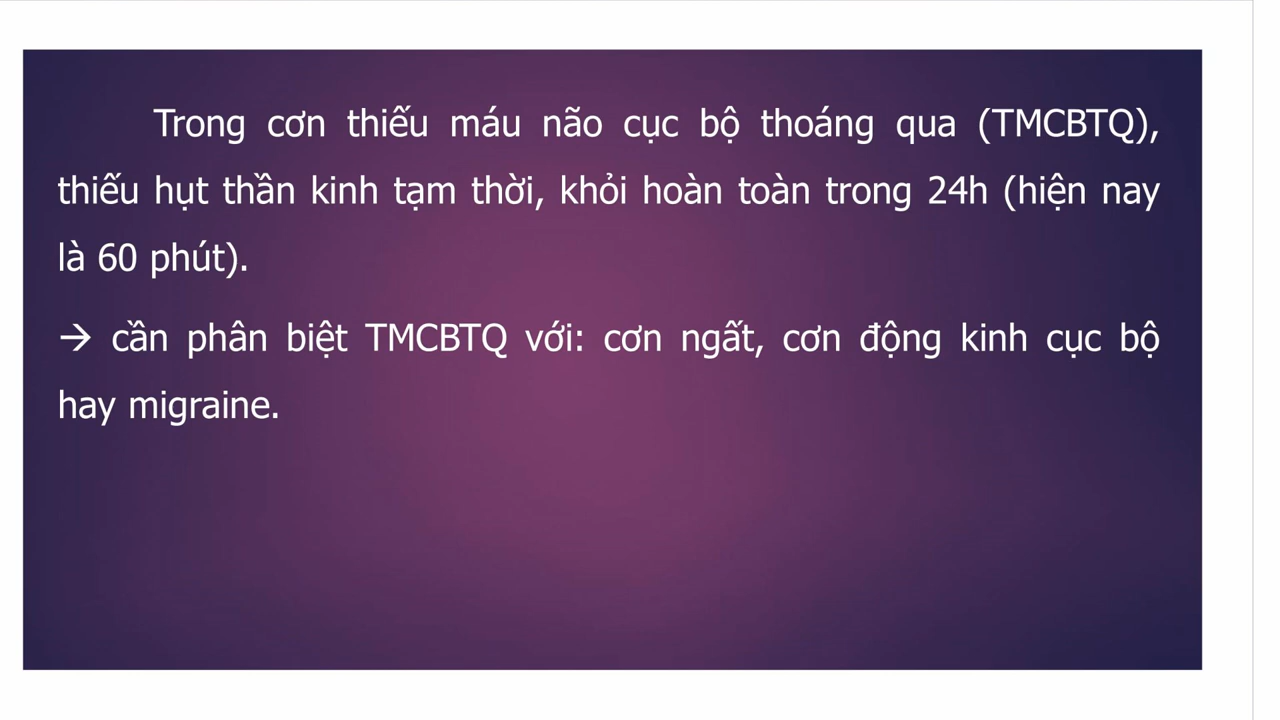 Trong cơn thiếu máu não cục bộ thoáng qua (TMCBTQ),
thiếu hụt thần kinh tạm thời, khỏi hoàn toàn trong 24h (hiện nay
là 60 phút).
→ cần phân biệt TMCBTQ với: cơn ngất, cơn động kinh cục bộ
hay migraine.